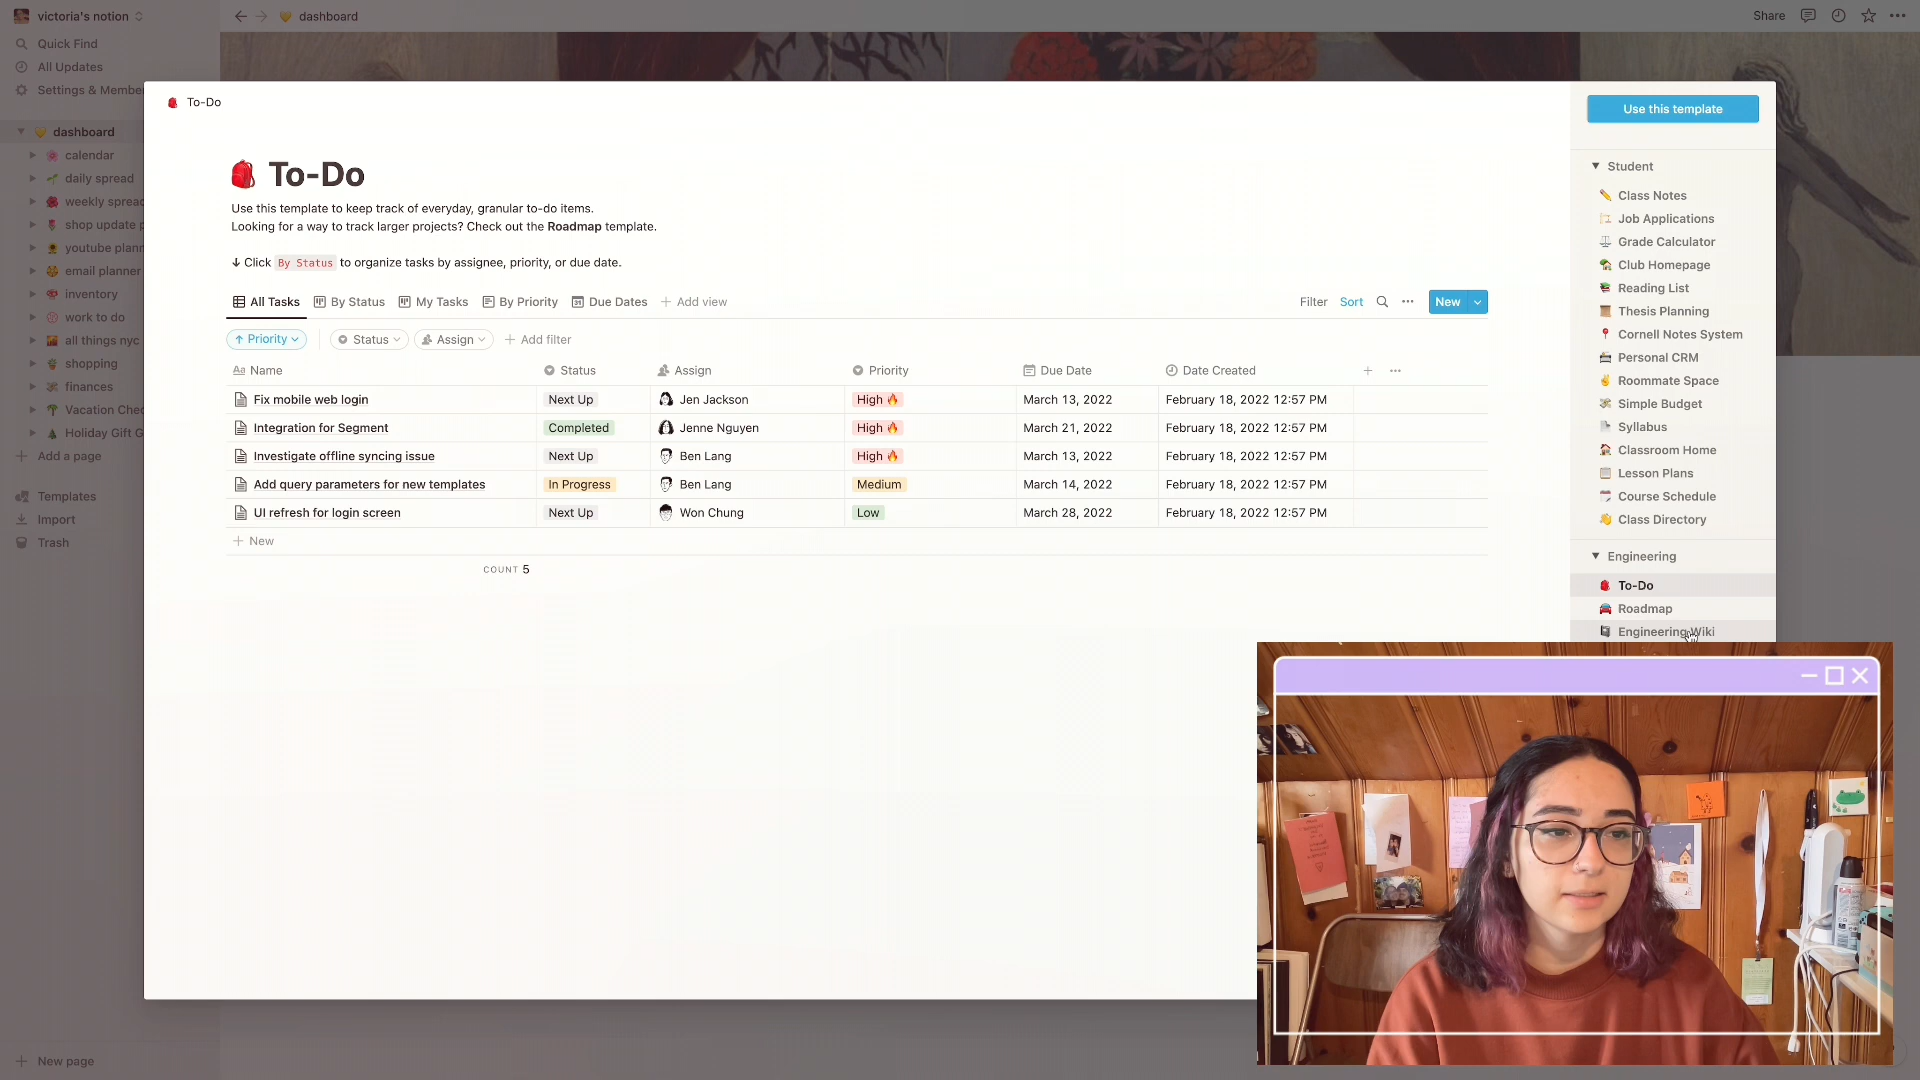 victoria's notion
dashboard
Share
Quick Find
All Updates
Settings & Member
dashboard
calendar
daily spread
weekly sprea
shop update p
youtube plann
email planner
inventory
work to do
all things nyc
shopping
finances
Vacation Chec
Holiday Gift G
Add a page
Templates
Import
Trash
New page
To-Do
To-Do
Use this template to keep track of everyday, granular to-do items.
Looking for a way to track larger projects? Check out the Roadmap template.
↓ Click By Status to organize tasks by assignee, priority, or due date.
All Tasks By Status My Tasks By Priority Due Dates + Add view
Filter Sort New
↑ Priority Status Assign + Add filter
Aa Name Status Assign Priority Due Date Date Created
Fix mobile web login Next Up Jen Jackson High 🔥 March 13, 2022 February 18, 2022 12:57 PM
Integration for Segment Completed Jenne Nguyen High 🔥 March 21, 2022 February 18, 2022 12:57 PM
Investigate offline syncing issue Next Up Ben Lang High 🔥 March 13, 2022 February 18, 2022 12:57 PM
Add query parameters for new templates In Progress Ben Lang Medium March 14, 2022 February 18, 2022 12:57 PM
UI refresh for login screen Next Up Won Chung Low March 28, 2022 February 18, 2022 12:57 PM
+ New
COUNT 5
Use this template
Student
Class Notes
Job Applications
Grade Calculator
Club Homepage
Reading List
Thesis Planning
Cornell Notes System
Personal CRM
Roommate Space
Simple Budget
Syllabus
Classroom Home
Lesson Plans
Course Schedule
Class Directory
Engineering
To-Do
Roadmap
Engineering Wiki